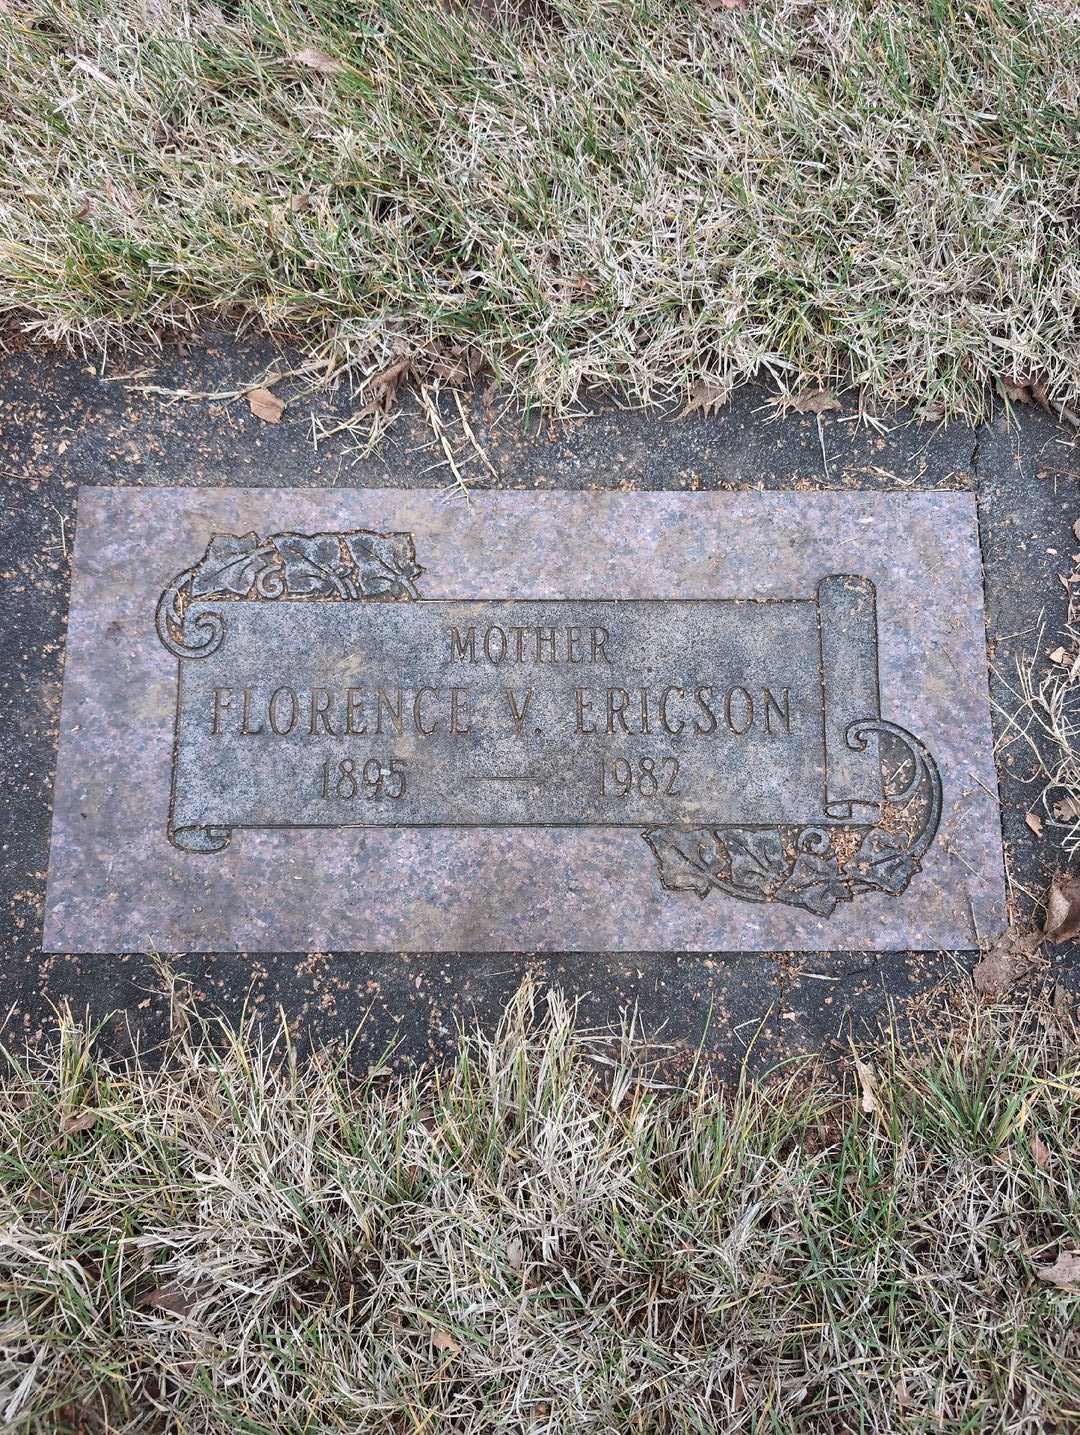 MOTHER
FLORENCE V. ERICSON
1895 — 1982